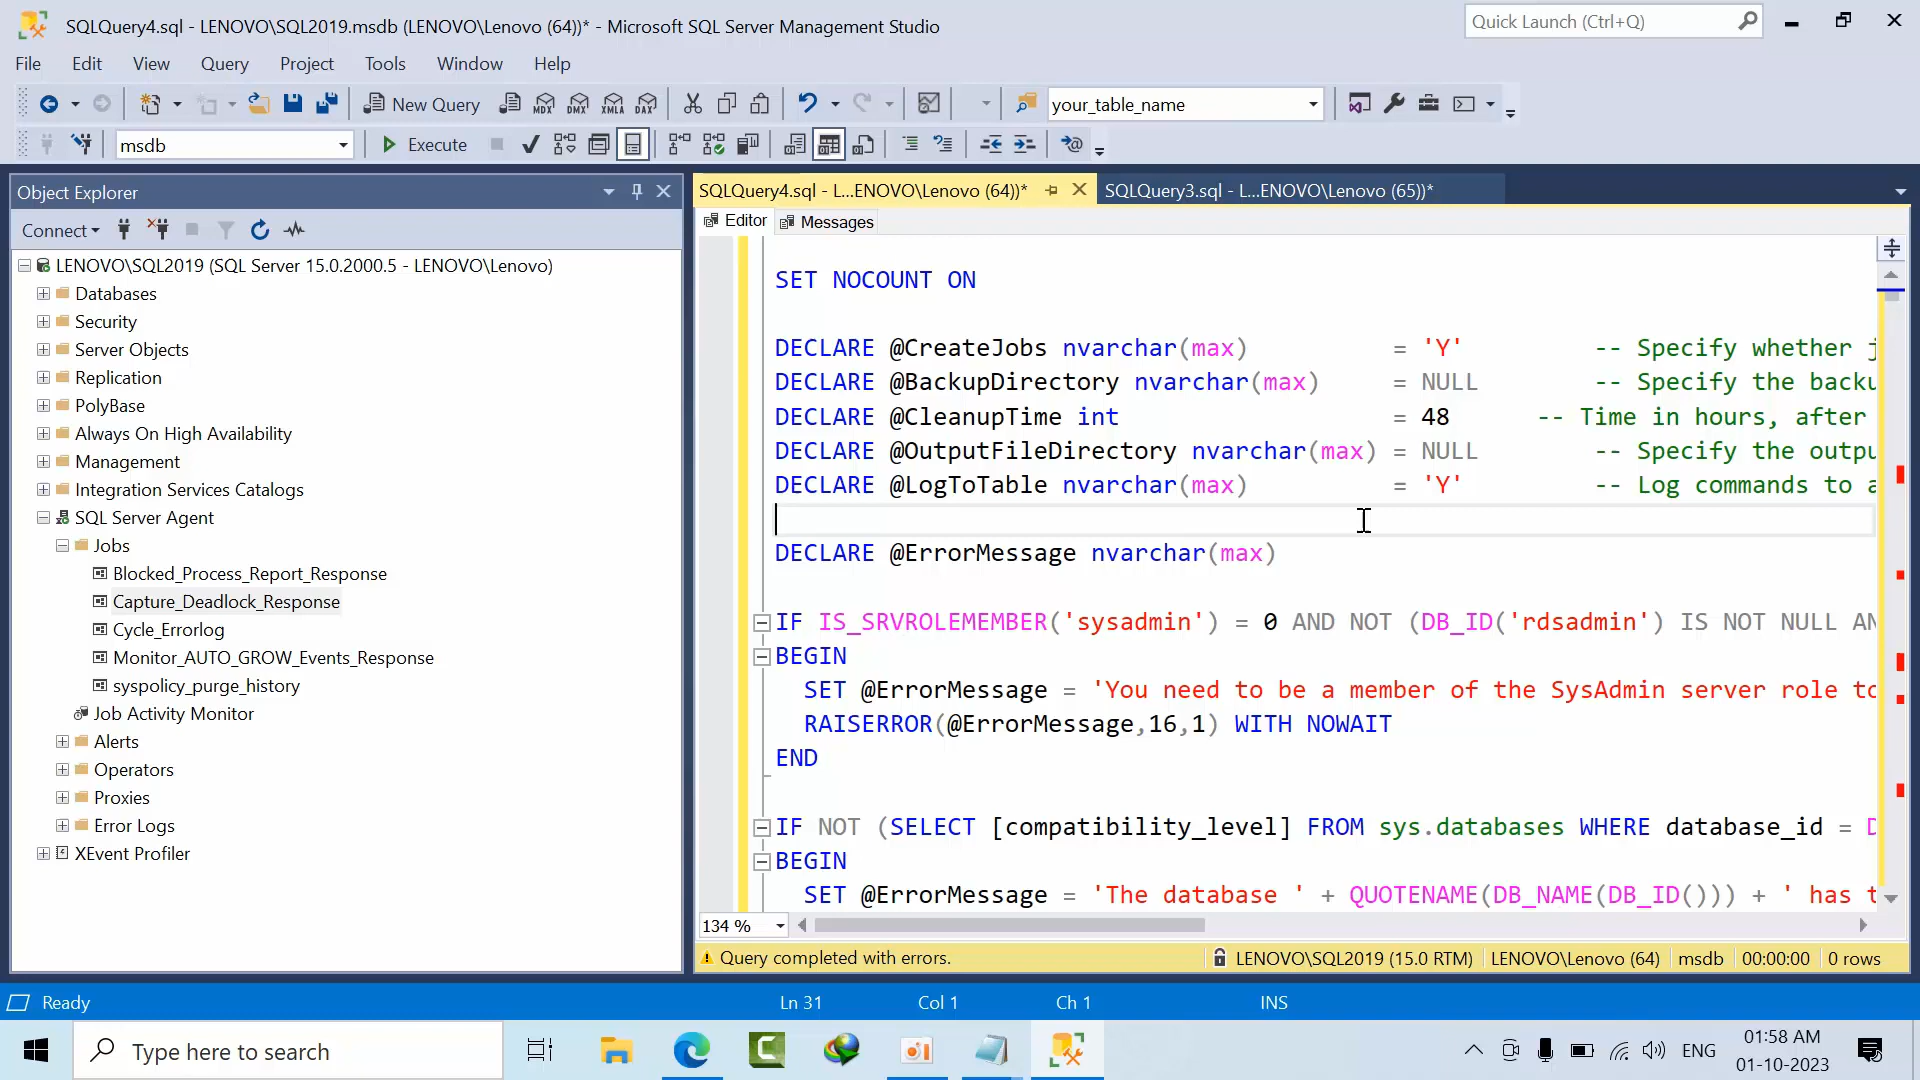 SQLQuery4.sql - LENOVO\SQL2019.msdb (LENOVO\Lenovo (64))* - Microsoft SQL Server Management Studio
Quick Launch (Ctrl+Q)
File Edit View Query Project Tools Window Help
New Query
MDX DMX XMLA DAX
your_table_name
msdb
Execute
Object Explorer
Connect
LENOVO\SQL2019 (SQL Server 15.0.2000.5 - LENOVO\Lenovo)
Databases
Security
Server Objects
Replication
PolyBase
Always On High Availability
Management
Integration Services Catalogs
SQL Server Agent
Jobs
Blocked_Process_Report_Response
Capture_Deadlock_Response
Cycle_Errorlog
Monitor_AUTO_GROW_Events_Response
syspolicy_purge_history
Job Activity Monitor
Alerts
Operators
Proxies
Error Logs
XEvent Profiler
SQLQuery4.sql - L...ENOVO\Lenovo (64))*
SQLQuery3.sql - L...ENOVO\Lenovo (65))*
Editor
Messages
SET NOCOUNT ON
DECLARE @CreateJobs nvarchar(max) = 'Y' -- Specify whether j
DECLARE @BackupDirectory nvarchar(max) = NULL -- Specify the backu
DECLARE @CleanupTime int = 48 -- Time in hours, after
DECLARE @OutputFileDirectory nvarchar(max) = NULL -- Specify the outpu
DECLARE @LogToTable nvarchar(max) = 'Y' -- Log commands to a
DECLARE @ErrorMessage nvarchar(max)
IF IS_SRVROLEMEMBER('sysadmin') = 0 AND NOT (DB_ID('rdsadmin') IS NOT NULL AN
BEGIN
SET @ErrorMessage = 'You need to be a member of the SysAdmin server role to
RAISERROR(@ErrorMessage,16,1) WITH NOWAIT
END
IF NOT (SELECT [compatibility_level] FROM sys.databases WHERE database_id = D
BEGIN
SET @ErrorMessage = 'The database ' + QUOTENAME(DB_NAME(DB_ID())) + ' has t
134 %
Query completed with errors.
LENOVO\SQL2019 (15.0 RTM) LENOVO\Lenovo (64) msdb 00:00:00 0 rows
Ready
Ln 31 Col 1 Ch 1 INS
Type here to search
ENG
01:58 AM
01-10-2023